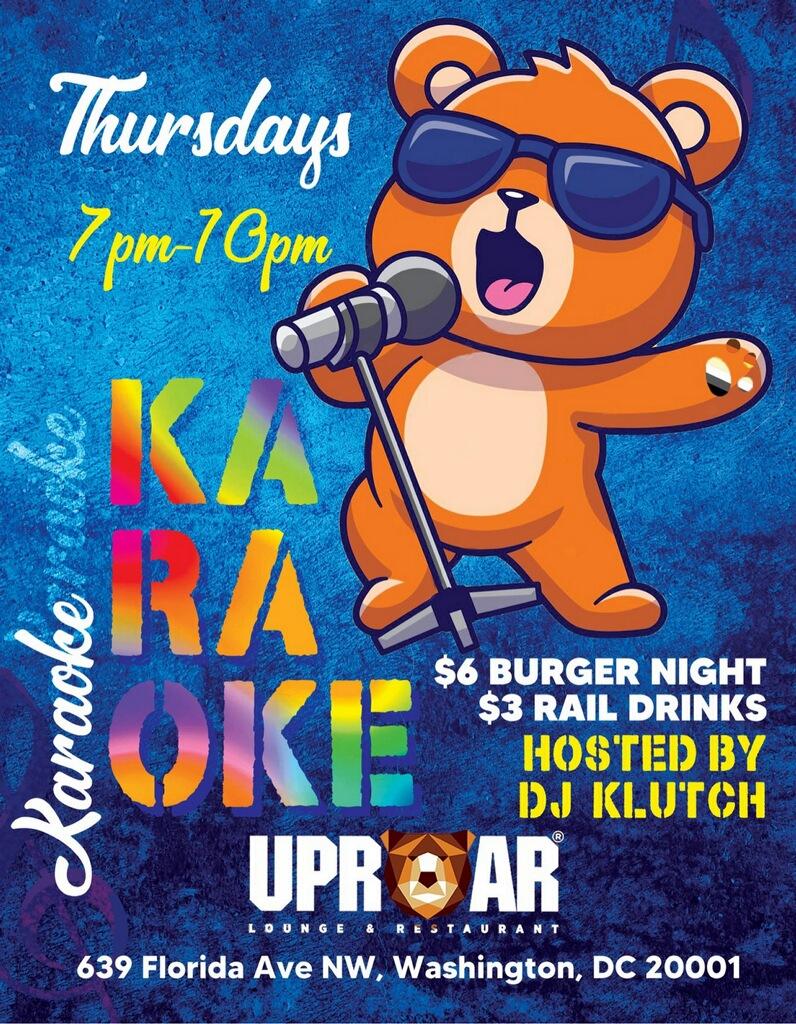 Thursdays
7pm-10pm
KA
RA
OKE
Karaoke
Karaoke
$6 BURGER NIGHT
$3 RAIL DRINKS
HOSTED BY
DJ KLUTCH
UPROAR®
LOUNGE & RESTAURANT
639 Florida Ave NW, Washington, DC 20001